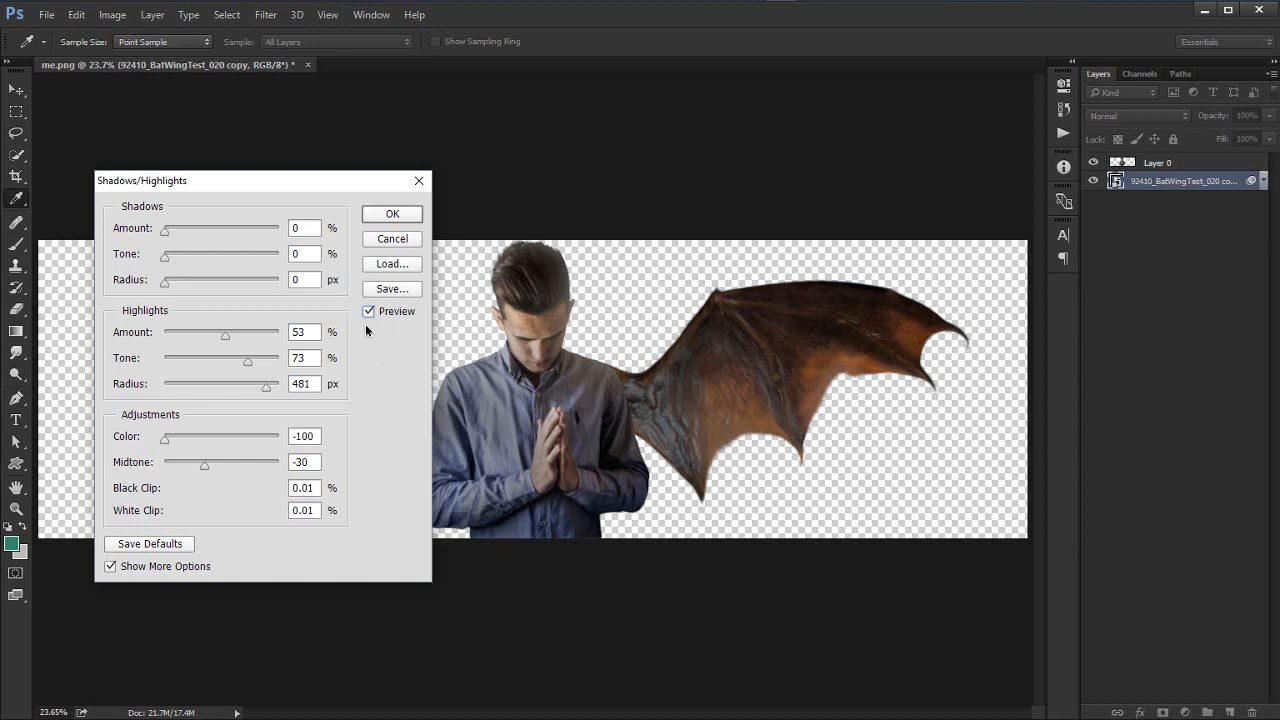 Ps File Edit Image Layer Type Select Filter 3D View Window Help
Sample Size: Point Sample Sample: All Layers Show Sampling Ring Essentials
me.png @ 23.7% (92410_BatWingTest_020 copy, RGB/8*) * ×
Layers Channels Paths
Kind
Normal Opacity: 100%
Lock: Fill: 100%
Layer 0
92410_BatWingTest_020 co...
Shadows/Highlights
Shadows
Amount: 0 %
Tone: 0 %
Radius: 0 px
Highlights
Amount: 53 %
Tone: 73 %
Radius: 481 px
Adjustments
Color: -100
Midtone: -30
Black Clip: 0.01 %
White Clip: 0.01 %
Save Defaults
Show More Options
OK
Cancel
Load...
Save...
Preview
23.65% Doc: 21.7M/17.4M